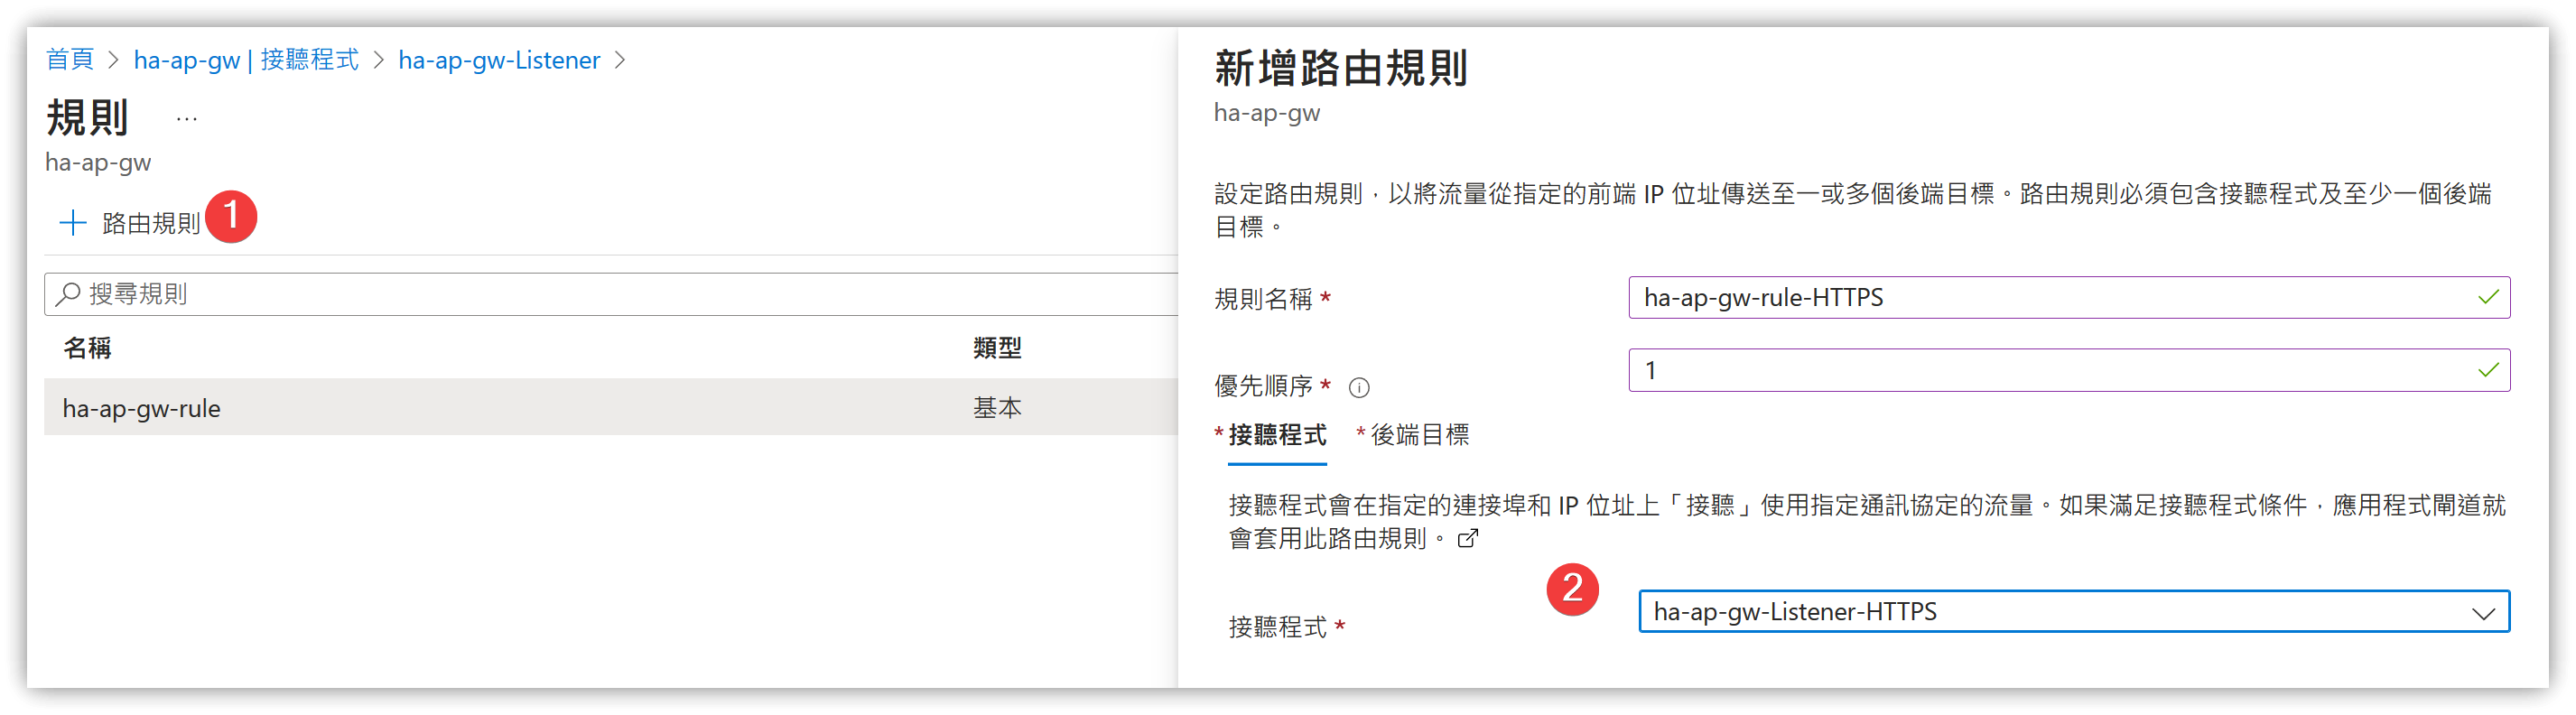 首頁 > ha-ap-gw | 接聽程式 > ha-ap-gw-Listener >
規則 ...
ha-ap-gw
+ 路由規則 1
搜尋規則
名稱 類型
ha-ap-gw-rule 基本
新增路由規則
ha-ap-gw
設定路由規則，以將流量從指定的前端 IP 位址傳送至一或多個後端目標。路由規則必須包含接聽程式及至少一個後端
目標。
規則名稱 * ha-ap-gw-rule-HTTPS
優先順序 * 1
* 接聽程式 * 後端目標
接聽程式會在指定的連接埠和 IP 位址上「接聽」使用指定通訊協定的流量。如果滿足接聽程式條件，應用程式閘道就
會套用此路由規則。
2
接聽程式 * ha-ap-gw-Listener-HTTPS